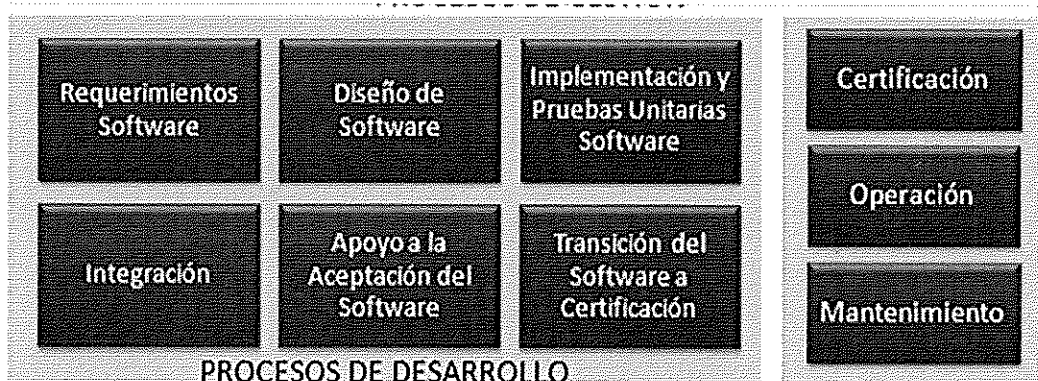 Requerimientos
Software
Diseño de
Software
Implementación y
Pruebas Unitarias
Software
Integración
Apoyo a la
Aceptación del
Software
Transición del
Software a
Certificación
PROCESOS DE DESARROLLO
Certificación
Operación
Mantenimiento